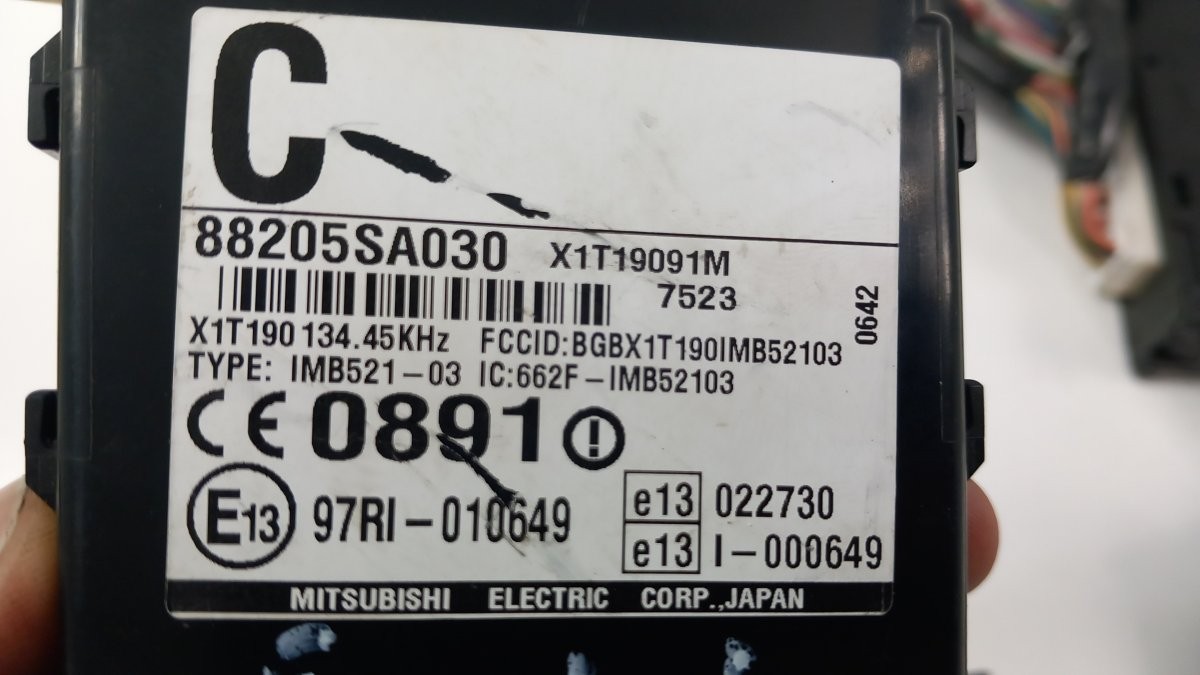 C
88205SA030 X1T19091M
7523
0642
X1T190 134.45KHz FCCID:BGBX1T190IMB52103
TYPE: IMB521-03 IC:662F-IMB52103
CE 0891 !
E13 97RI-010649
e13 022730
e13 I-000649
MITSUBISHI ELECTRIC CORP.,JAPAN